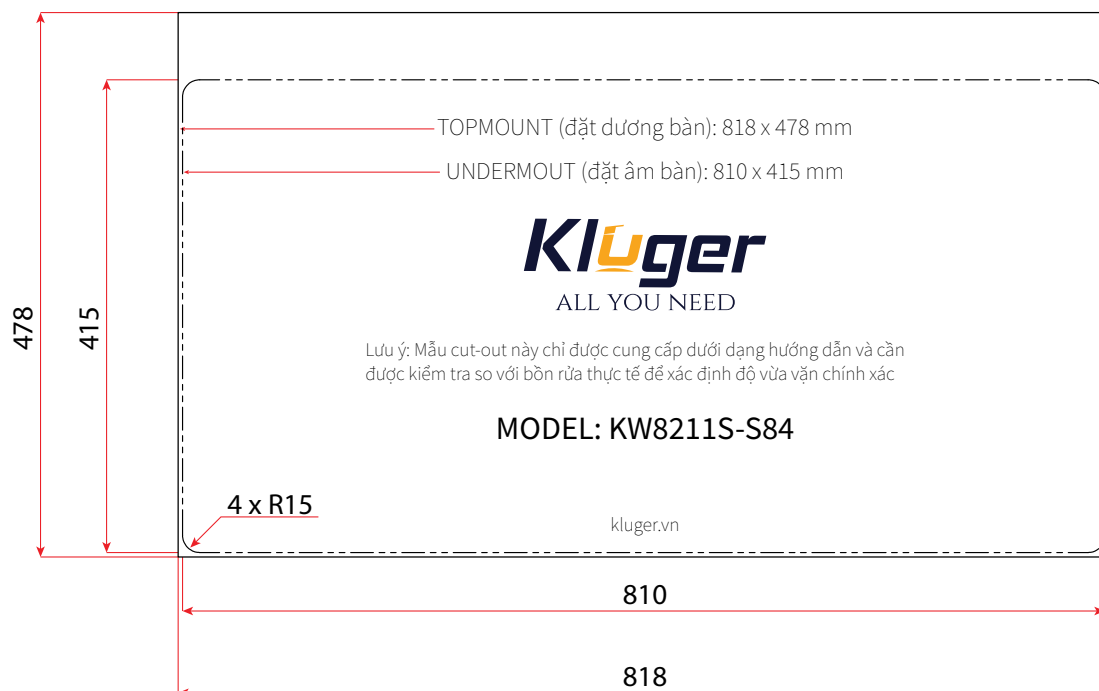 TOPMOUNT (đặt dương bàn): 818 x 478 mm
UNDERMOUT (đặt âm bàn): 810 x 415 mm
Kluger
ALL YOU NEED
478
415
Lưu ý: Mẫu cut-out này chỉ được cung cấp dưới dạng hướng dẫn và cần
được kiểm tra so với bồn rửa thực tế để xác định độ vừa vặn chính xác
MODEL: KW8211S-S84
4 x R15
kluger.vn
810
818